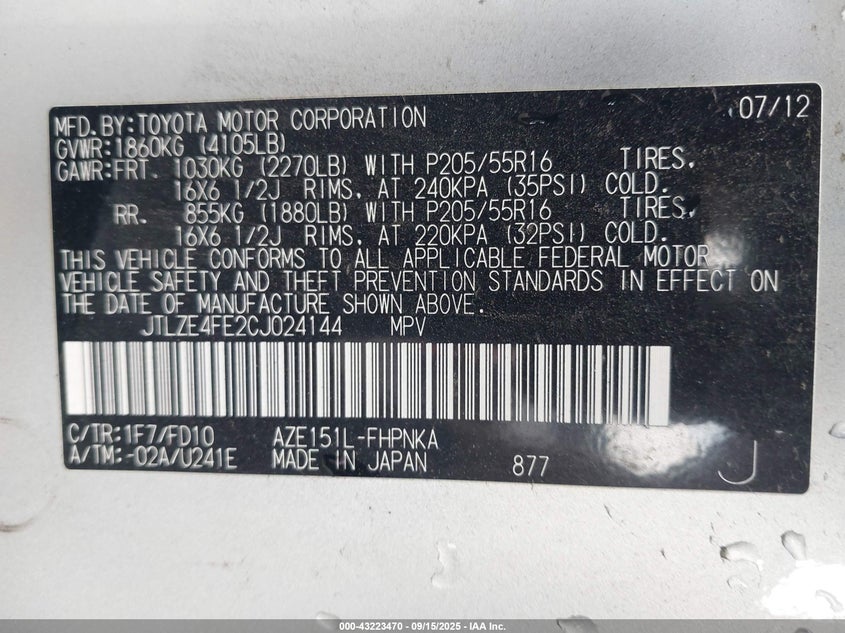 MFD.BY:TOYOTA MOTOR CORPORATION 07/12
GVWR:1860KG (4105LB)
GAWR:FRT. 1030KG (2270LB) WITH P205/55R16 TIRES,
16X6 1/2J RIMS, AT 240KPA (35PSI) COLD.
RR. 855KG (1880LB) WITH P205/55R16 TIRES,
16X6 1/2J RIMS, AT 220KPA (32PSI) COLD.
THIS VEHICLE CONFORMS TO ALL APPLICABLE FEDERAL MOTOR
VEHICLE SAFETY AND THEFT PREVENTION STANDARDS IN EFFECT ON
THE DATE OF MANUFACTURE SHOWN ABOVE.
JTLZE4FE2CJ024144 MPV
C/TR:1F7/FD10 AZE151L-FHPNKA
A/TM:-02A/U241E MADE IN JAPAN 877 J
000-43223470 - 09/15/2025 - IAA Inc.